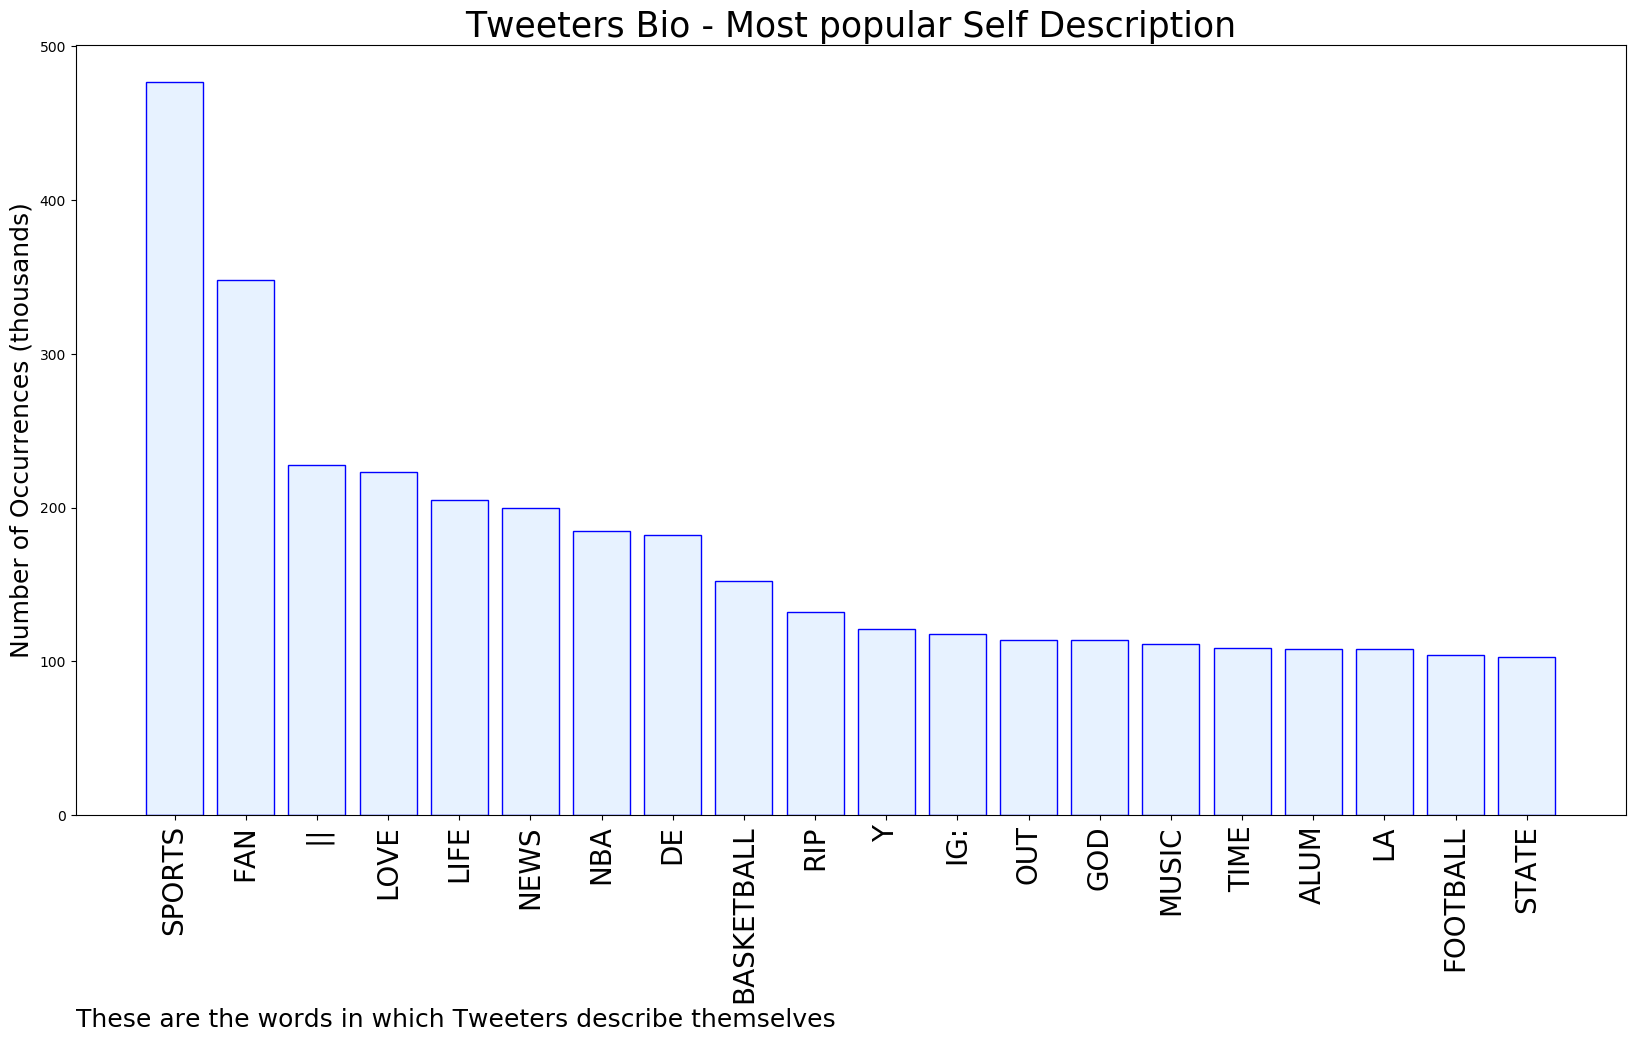 Tweeters Bio - Most popular Self Description
Number of Occurrences (thousands)
500
400
300
200
100
0
SPORTS
FAN
||
LOVE
LIFE
NEWS
NBA
DE
BASKETBALL
RIP
Y
IG:
OUT
GOD
MUSIC
TIME
ALUM
LA
FOOTBALL
STATE
These are the words in which Tweeters describe themselves